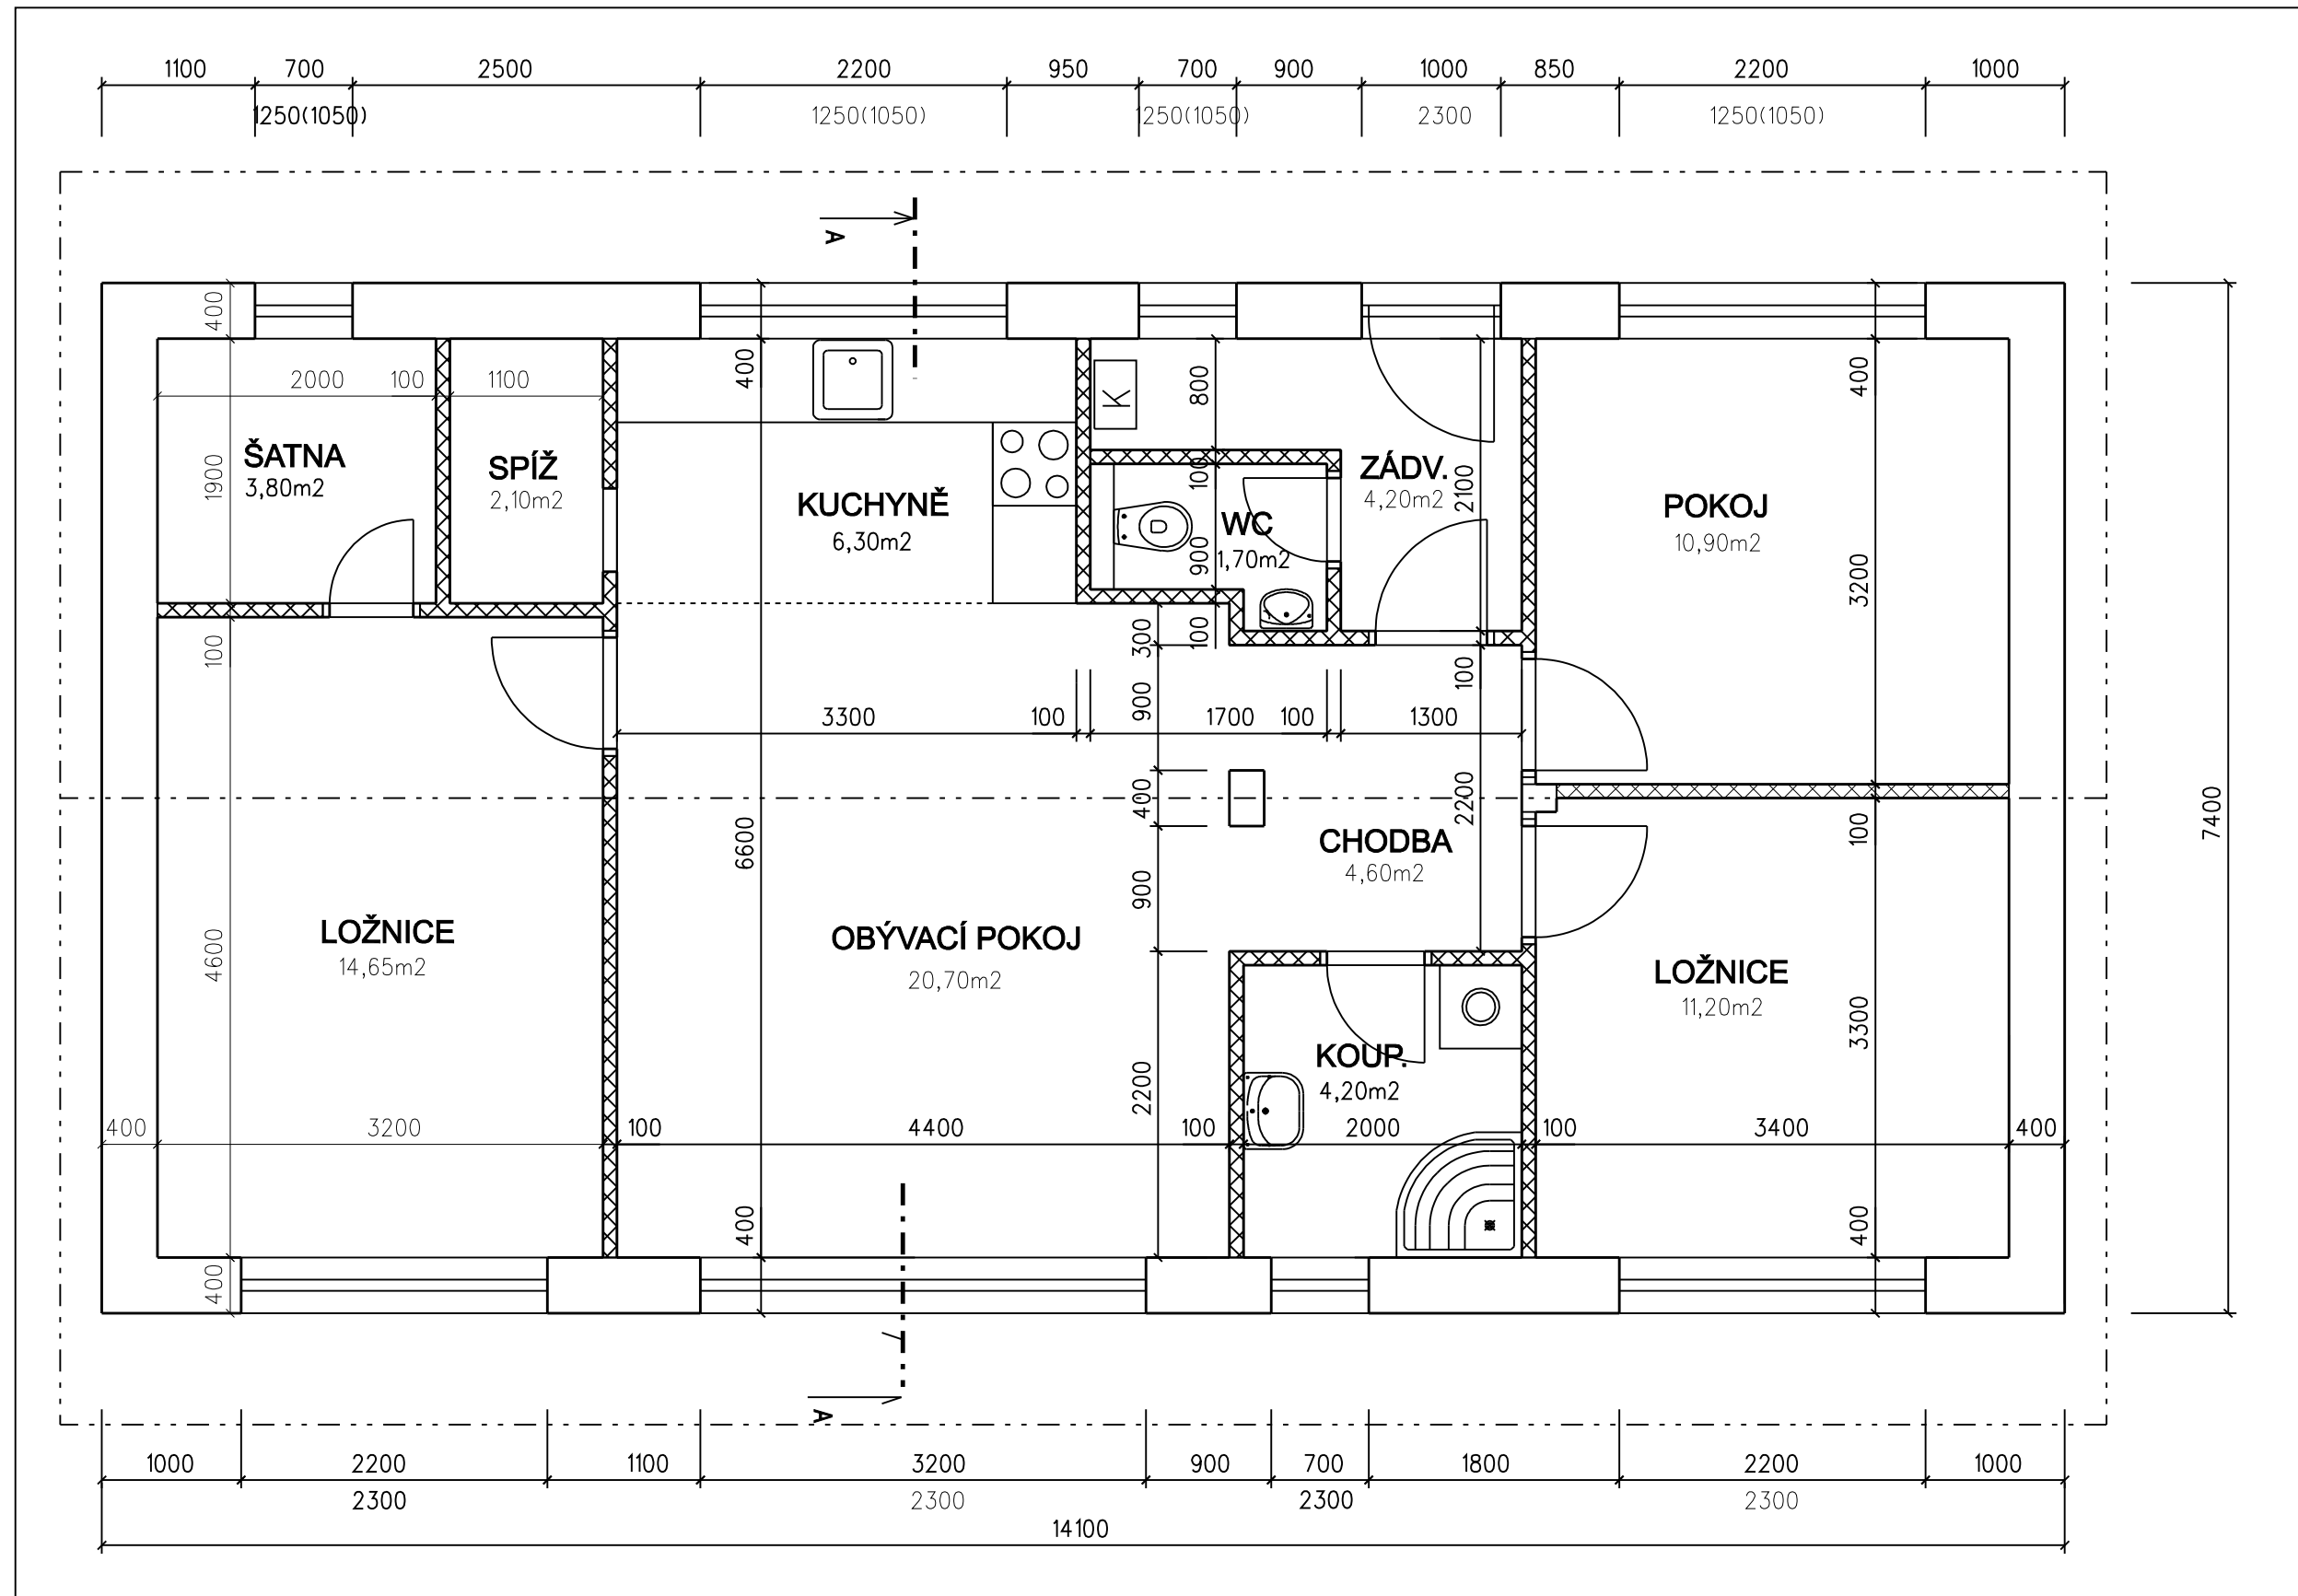 1100 700 2500 2200 950 700 900 1000 850 2200 1000
1250(1050) 1250(1050) 1250(1050) 2300 1250(1050)
A
400
400
400
2000 100 1100
800
K
ŠATNA
3,80m2
SPÍŽ
2,10m2
1900
KUCHYNĚ
6,30m2
100
WC
1,70m2
900
ZÁDV.
4,20m2
2100
POKOJ
10,90m2
3200
100
300
100
100
900
3300 100 1700 100 1300
400
2200
6600
100
7400
CHODBA
4,60m2
900
LOŽNICE
14,65m2
4600
OBÝVACÍ POKOJ
20,70m2
LOŽNICE
11,20m2
3300
KOUP.
4,20m2
2200
400 3200 100 4400 100 2000 100 3400 400
400
400
400
A
1000 2200 1100 3200 900 700 1800 2200 1000
2300 2300 2300 2300
14100